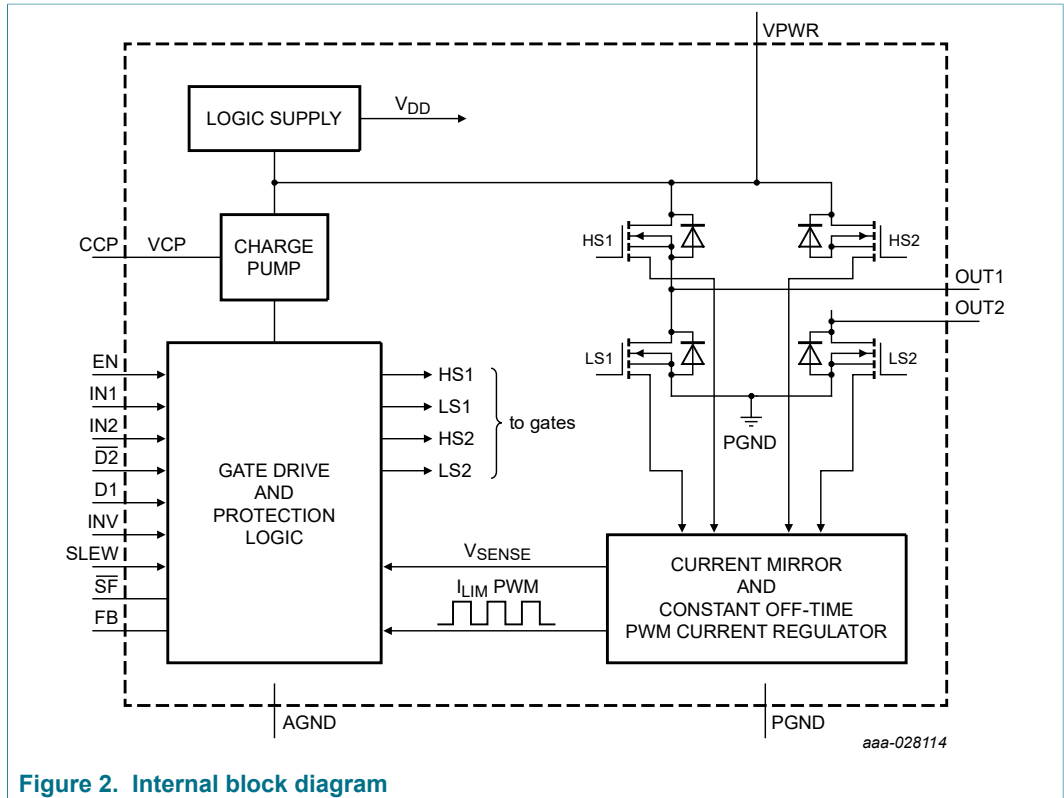 VPWR
LOGIC SUPPLY
VDD
CCP
VCP
CHARGE
PUMP
HS1
HS2
OUT1
OUT2
LS1
LS2
PGND
EN
IN1
IN2
D2
D1
INV
SLEW
SF
FB
GATE DRIVE
AND
PROTECTION
LOGIC
HS1
LS1
HS2
LS2
to gates
VSENSE
ILIM PWM
CURRENT MIRROR
AND
CONSTANT OFF-TIME
PWM CURRENT REGULATOR
AGND
PGND
aaa-028114
Figure 2. Internal block diagram